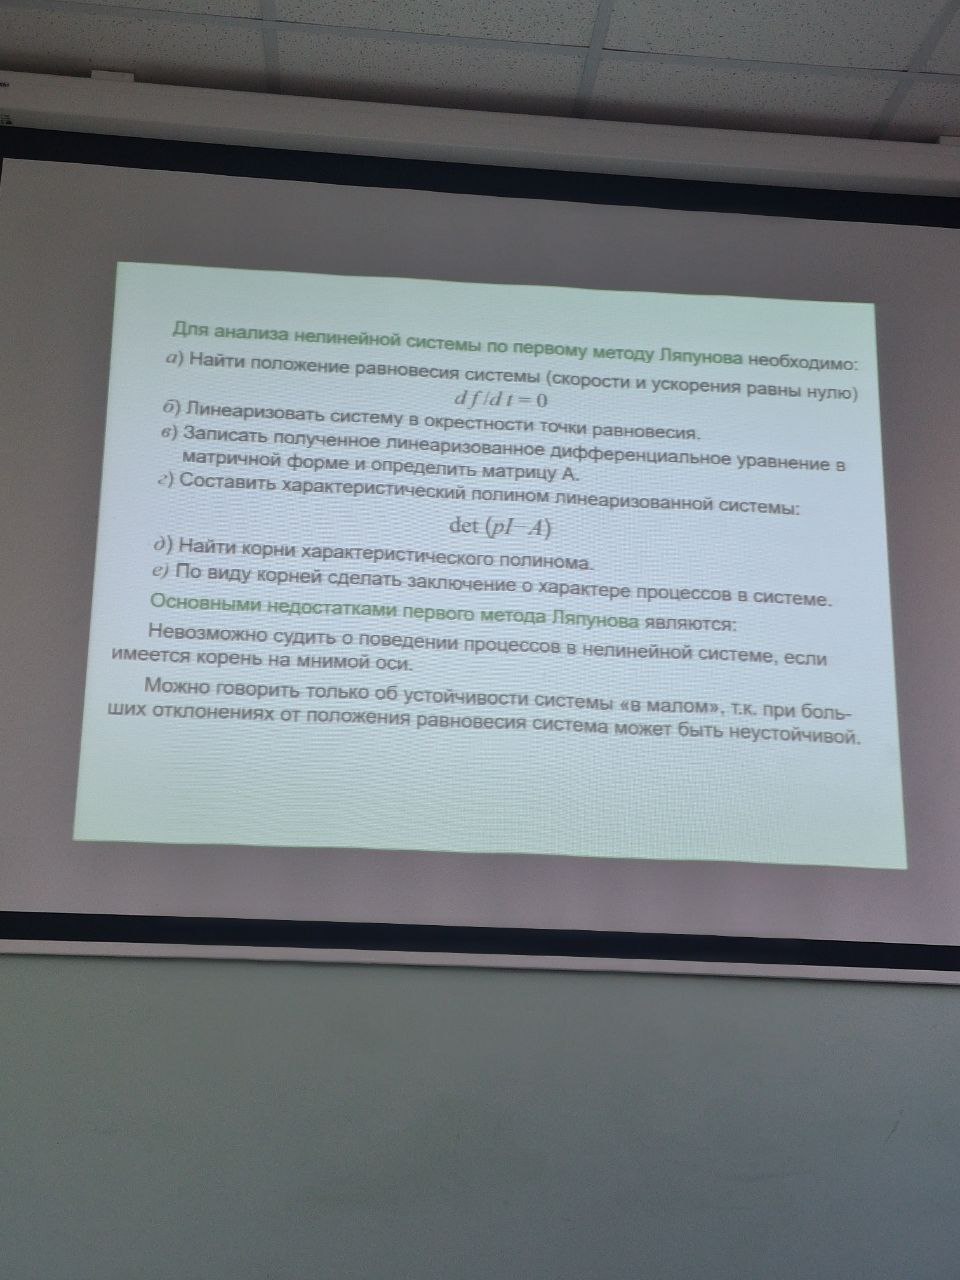 Для анализа нелинейной системы по первому методу Ляпунова необходимо:
а) Найти положение равновесия системы (скорости и ускорения равны нулю)
df/dt=0
б) Линеаризовать систему в окрестности точки равновесия.
в) Записать полученное линеаризованное дифференциальное уравнение в
матричной форме и определить матрицу А.
г) Составить характеристический полином линеаризованной системы:
det (pI−A)
д) Найти корни характеристического полинома.
е) По виду корней сделать заключение о характере процессов в системе.
Основными недостатками первого метода Ляпунова являются:
Невозможно судить о поведении процессов в нелинейной системе, если
имеется корень на мнимой оси.
Можно говорить только об устойчивости системы «в малом», т.к. при боль-
ших отклонениях от положения равновесия система может быть неустойчивой.